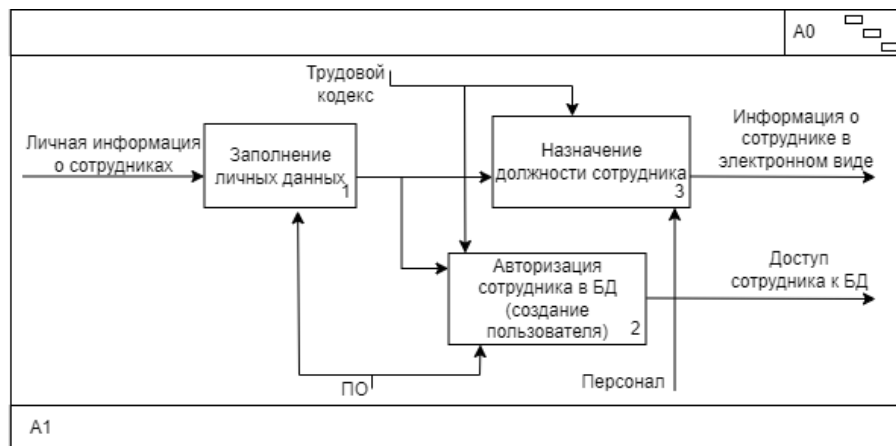 A0
Трудовой
кодекс
Личная информация
о сотрудниках
Заполнение
личных данных
1
Назначение
должности сотрудника
3
Информация о
сотруднике в
электронном виде
Авторизация
сотрудника в БД
(создание
пользователя)
2
Доступ
сотрудника к БД
ПО
Персонал
A1